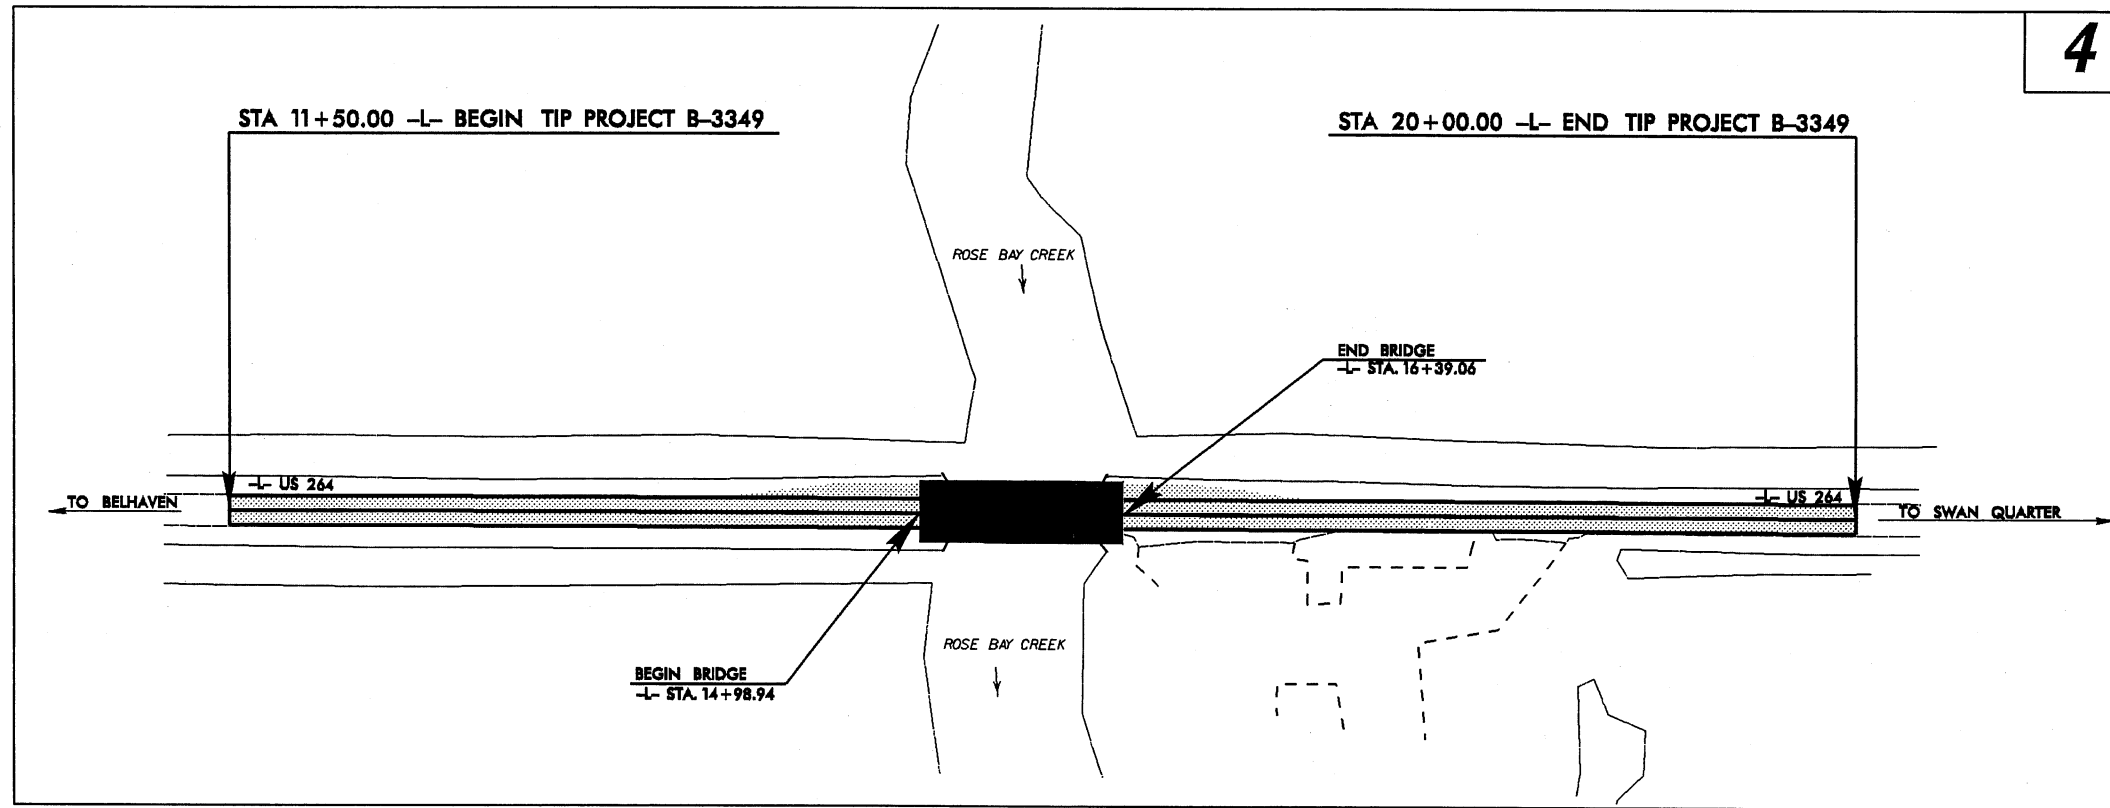 4
STA 11+50.00 -L- BEGIN TIP PROJECT B-3349
STA 20+00.00 -L- END TIP PROJECT B-3349
ROSE BAY CREEK
END BRIDGE
-L- STA. 16+39.06
-L- US 264
-L- US 264
TO BELHAVEN
TO SWAN QUARTER
ROSE BAY CREEK
BEGIN BRIDGE
-L- STA. 14+98.94